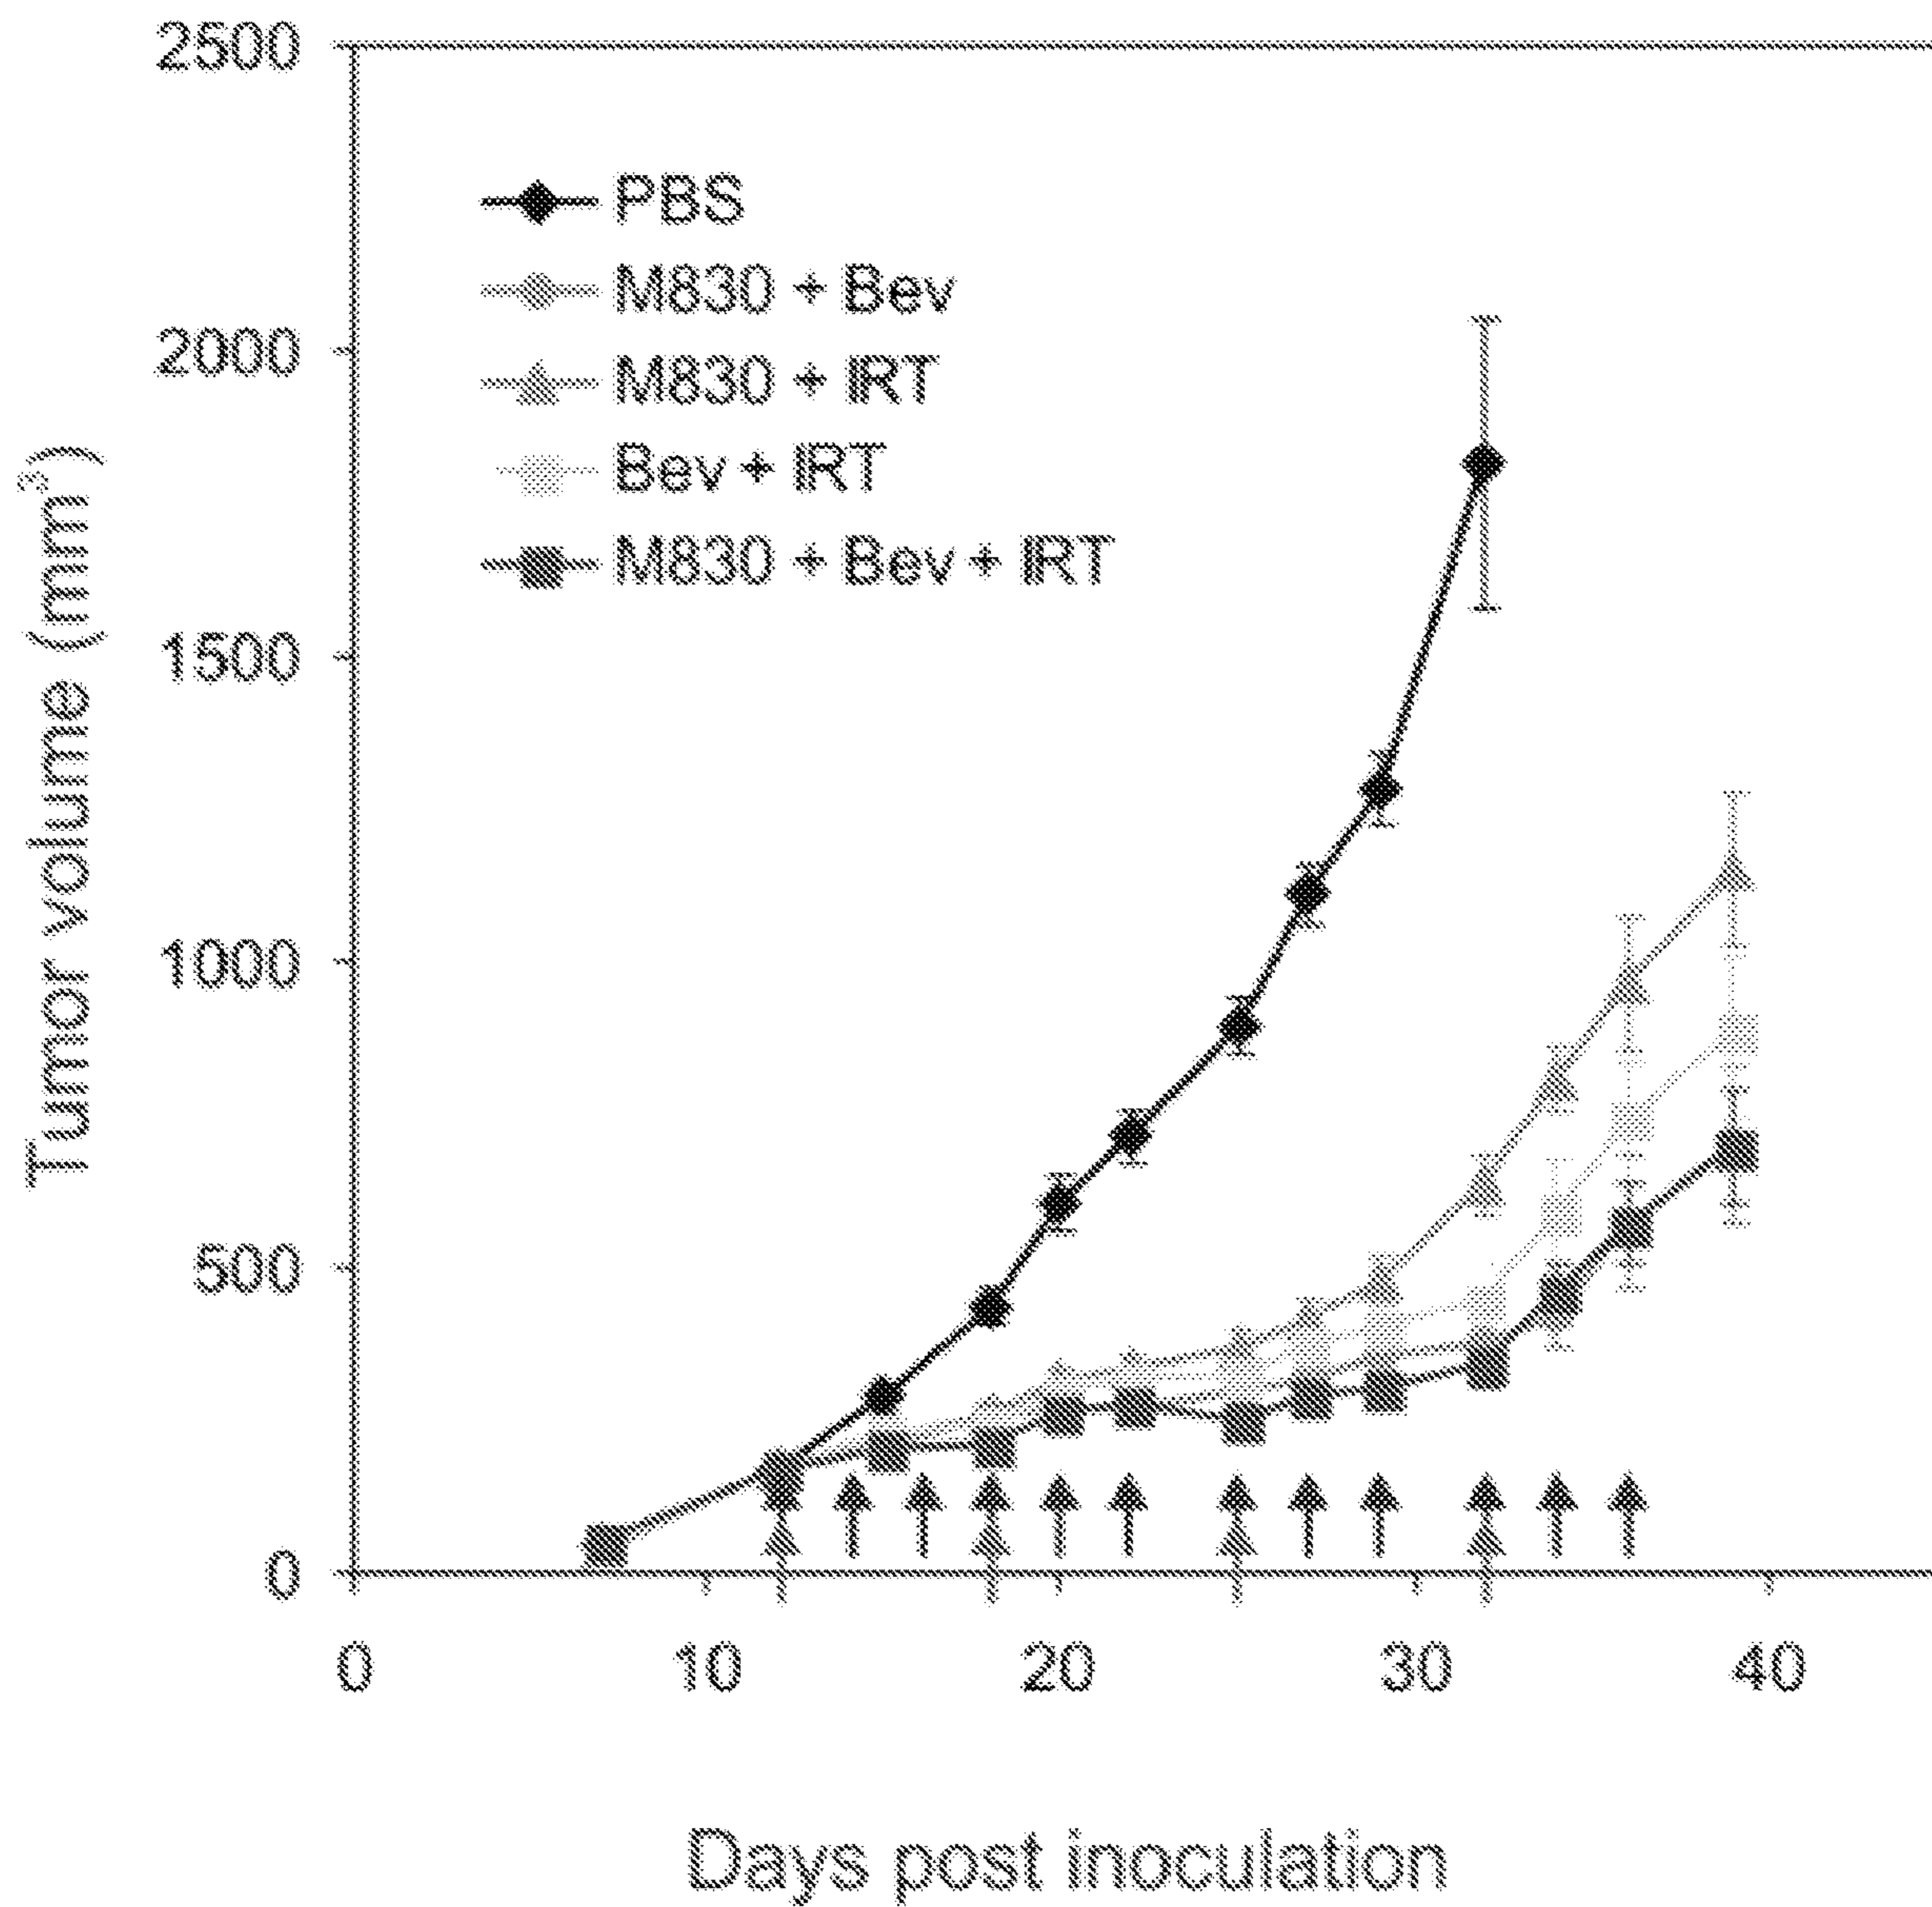 2500
2000
1500
1000
500
0
Tumor volume (mm³)
PBS
M830 + Bev
M830 + IRT
Bev + IRT
M830 + Bev + IRT
0 10 20 30 40
Days post inoculation